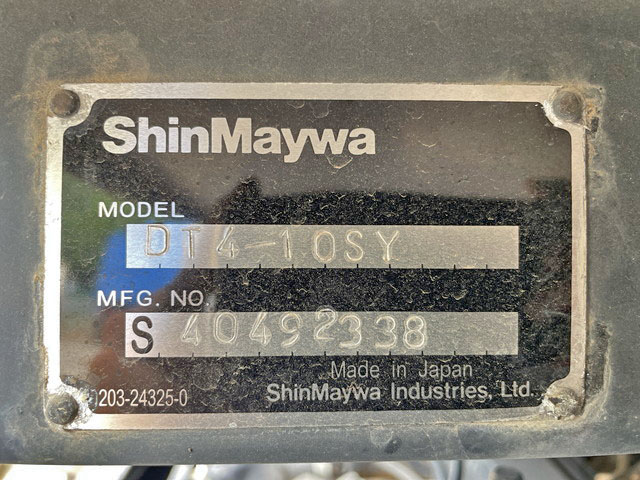 ShinMaywa
MODEL
DT4-10SY
MFG. NO.
S 40492338
Made in Japan
0203-24325-0
ShinMaywa Industries, Ltd.